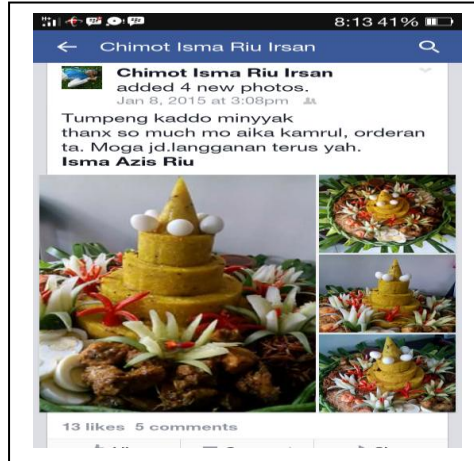 8:13 41%
Chimot Isma Riu Irsan
Chimot Isma Riu Irsan
added 4 new photos.
Jan 8, 2015 at 3:08pm
Tumpeng kaddo minyyak
thanx so much mo aika kamrul, orderan
ta. Moga jd.langganan terus yah.
Isma Azis Riu
13 likes 5 comments